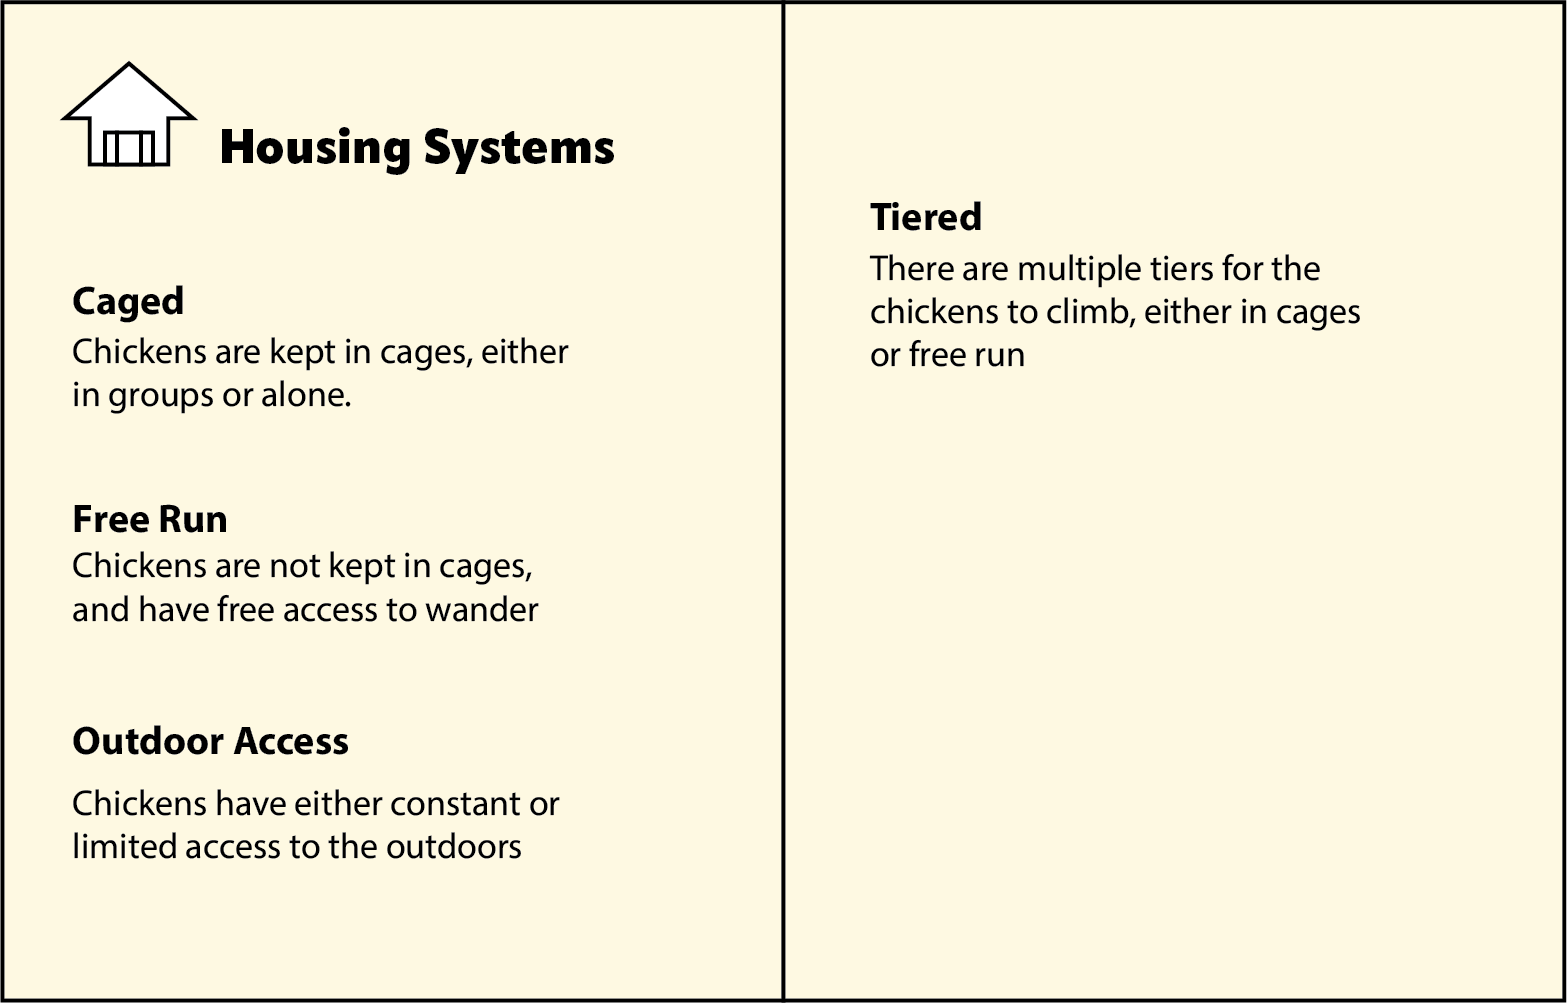 Housing Systems
Caged
Chickens are kept in cages, either
in groups or alone.
Free Run
Chickens are not kept in cages,
and have free access to wander
Outdoor Access
Chickens have either constant or
limited access to the outdoors
Tiered
There are multiple tiers for the
chickens to climb, either in cages
or free run